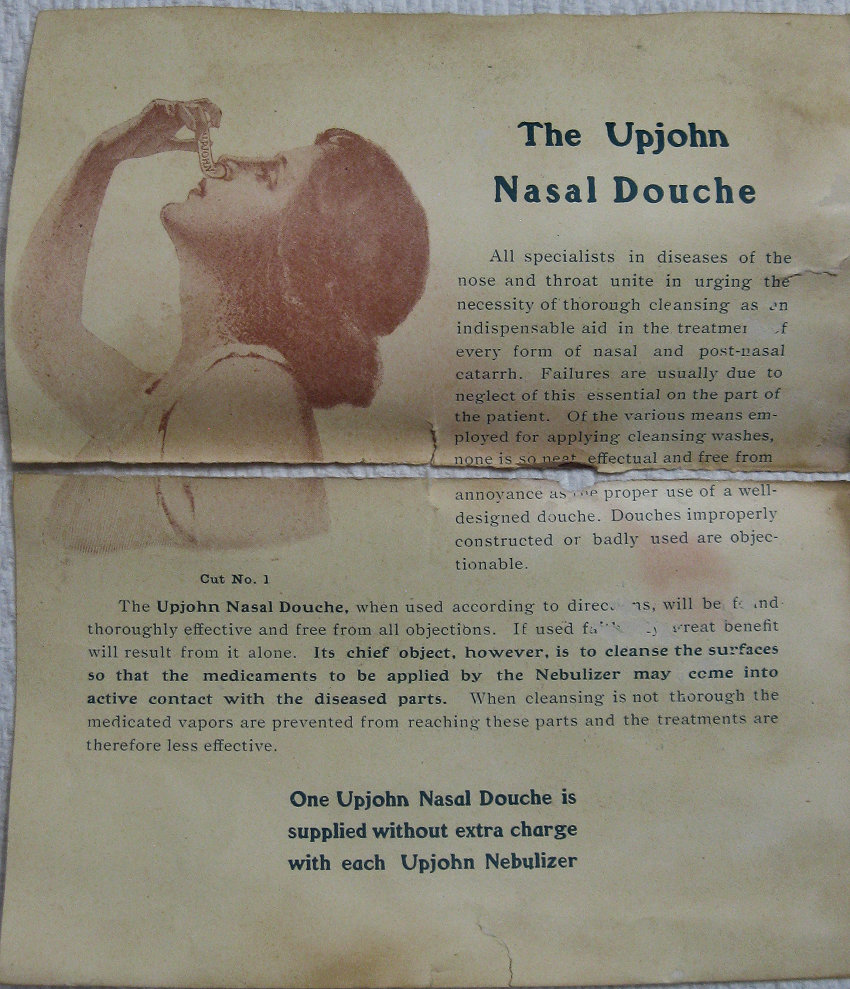 UPJOHN
The Upjohn
Nasal Douche
All specialists in diseases of the
nose and throat unite in urging the
necessity of thorough cleansing as an
indispensable aid in the
every form of nasal and post-nasal
catarrh. Failures are usually due to
neglect of this essential on the part of
the patient. Of the various means em-
ployed for applying cleansing washes,
none is so neat, effectual and free from
annoyance as the proper use of a well-
designed douche. Douches improperly
constructed or badly used are objec-
tionable.
Cut No. 1
The Upjohn Nasal Douche, when used according to will be
thoroughly effective and free from all objections. If used great benefit
will result from it alone. Its chief object, however, is to cleanse the surfaces
so that the medicaments to be applied by the Nebulizer may come into
active contact with the diseased parts. When cleansing is not thorough the
medicated vapors are prevented from reaching these parts and the treatments are
therefore less effective.
One Upjohn Nasal Douche is
supplied without extra charge
with each Upjohn Nebulizer